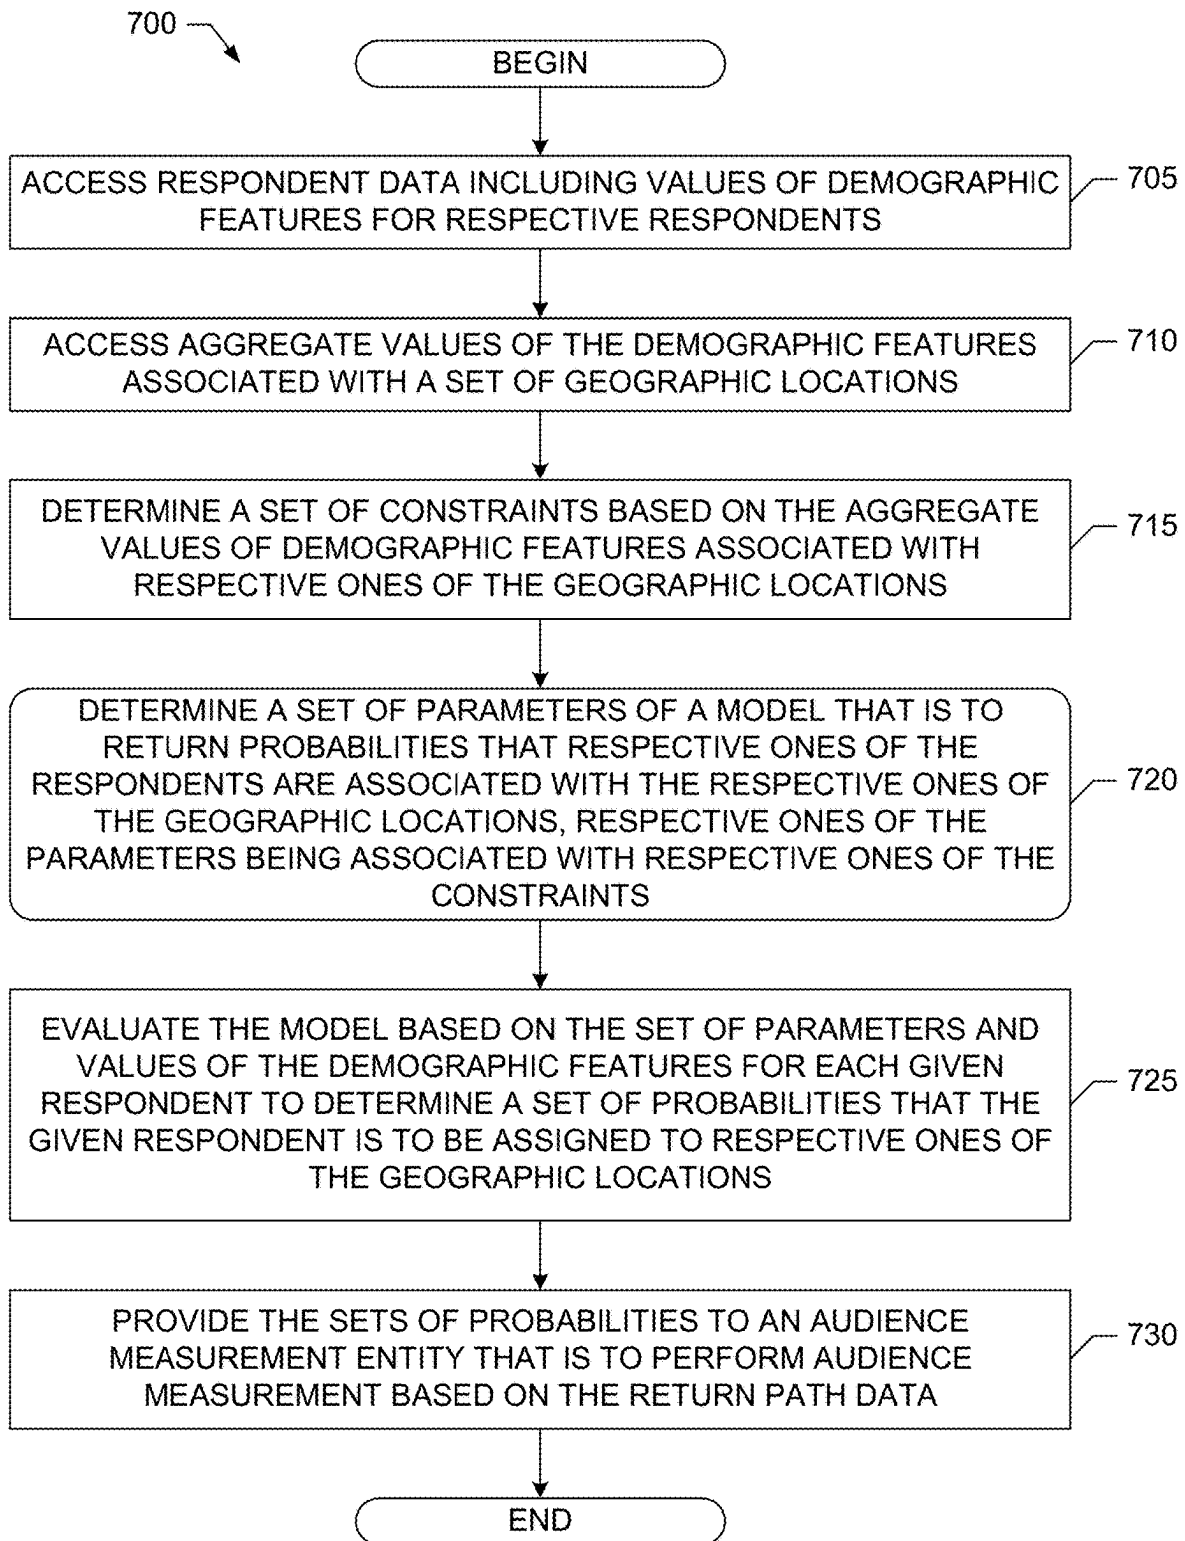 700
BEGIN
ACCESS RESPONDENT DATA INCLUDING VALUES OF DEMOGRAPHIC
FEATURES FOR RESPECTIVE RESPONDENTS
705
ACCESS AGGREGATE VALUES OF THE DEMOGRAPHIC FEATURES
ASSOCIATED WITH A SET OF GEOGRAPHIC LOCATIONS
710
DETERMINE A SET OF CONSTRAINTS BASED ON THE AGGREGATE
VALUES OF DEMOGRAPHIC FEATURES ASSOCIATED WITH
RESPECTIVE ONES OF THE GEOGRAPHIC LOCATIONS
715
DETERMINE A SET OF PARAMETERS OF A MODEL THAT IS TO
RETURN PROBABILITIES THAT RESPECTIVE ONES OF THE
RESPONDENTS ARE ASSOCIATED WITH THE RESPECTIVE ONES OF
THE GEOGRAPHIC LOCATIONS, RESPECTIVE ONES OF THE
PARAMETERS BEING ASSOCIATED WITH RESPECTIVE ONES OF THE
CONSTRAINTS
720
EVALUATE THE MODEL BASED ON THE SET OF PARAMETERS AND
VALUES OF THE DEMOGRAPHIC FEATURES FOR EACH GIVEN
RESPONDENT TO DETERMINE A SET OF PROBABILITIES THAT THE
GIVEN RESPONDENT IS TO BE ASSIGNED TO RESPECTIVE ONES OF
THE GEOGRAPHIC LOCATIONS
725
PROVIDE THE SETS OF PROBABILITIES TO AN AUDIENCE
MEASUREMENT ENTITY THAT IS TO PERFORM AUDIENCE
MEASUREMENT BASED ON THE RETURN PATH DATA
730
END